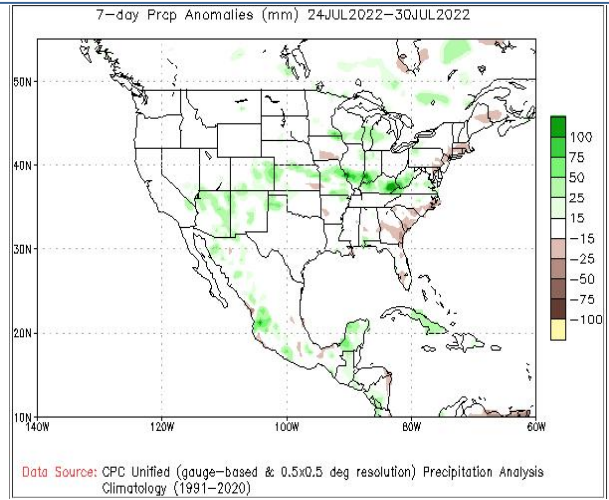 7-day Prcp Anomalies (mm) 24JUL2022-30JUL2022
50N
40N
30N
20N
10N
140W 120W 100W 80W 60W
100
75
50
25
15
-15
-25
-50
-75
-100
Data Source: CPC Unified (gauge-based & 0.5x0.5 deg resolution) Precipitation Analysis
Climatology (1991-2020)